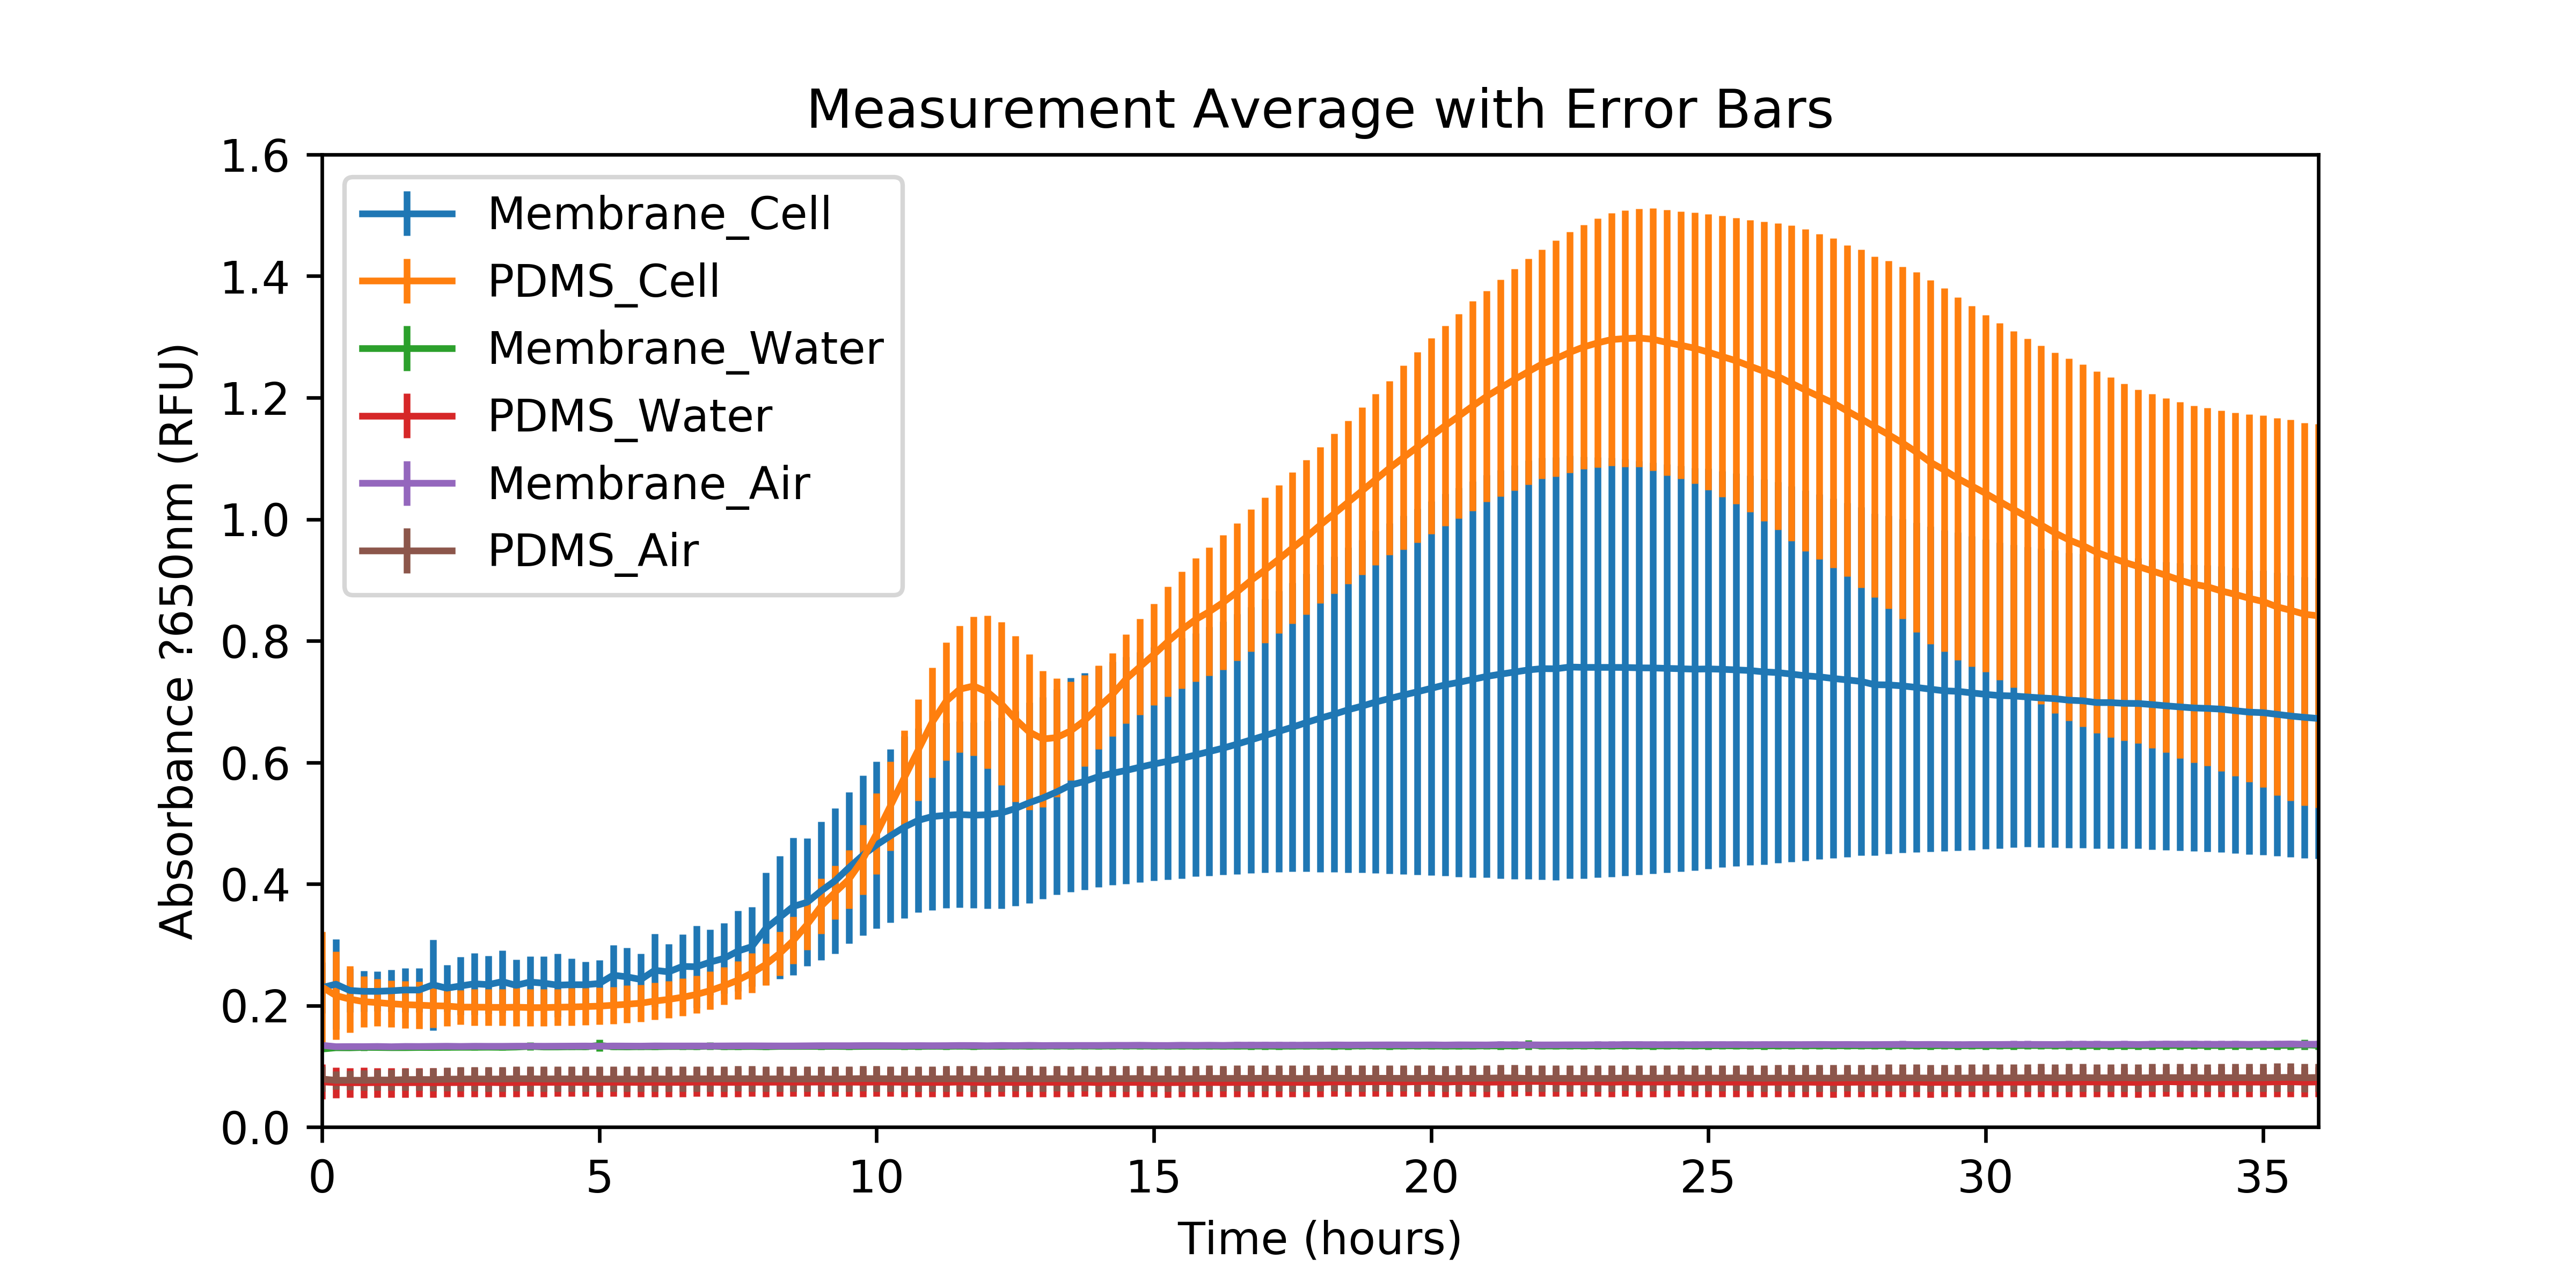 Measurement Average with Error Bars
1.6
1.4
1.2
1.0
0.8
0.6
0.4
0.2
0.0
Absorbance ?650nm (RFU)
Membrane_Cell
PDMS_Cell
Membrane_Water
PDMS_Water
Membrane_Air
PDMS_Air
0 5 10 15 20 25 30 35
Time (hours)